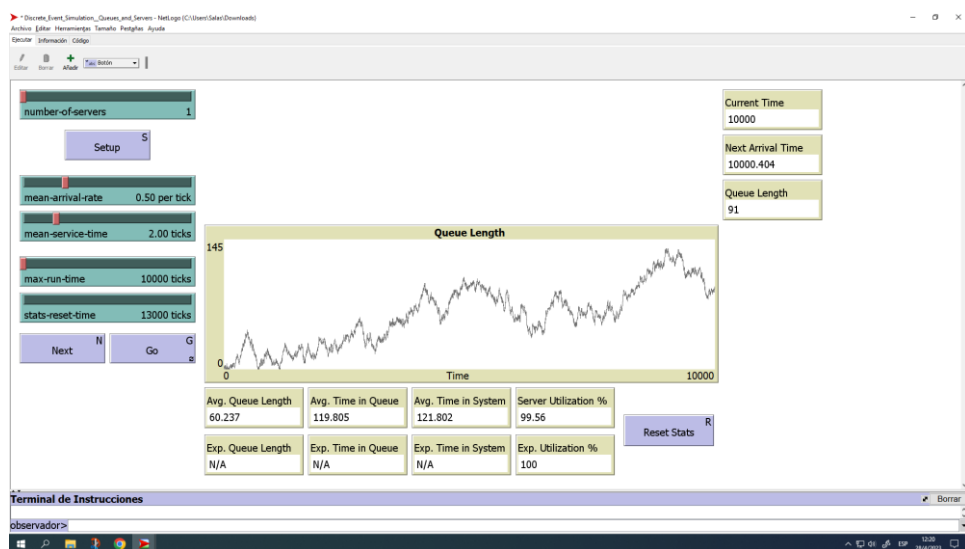 * Discrete_Event_Simulation__Queues_and_Servers - NetLogo {C:\Users\Salas\Downloads}
Archivo Editar Herramientas Tamaño Pestañas Ayuda
Ejecutar Información Código
Editar Borrar Añadir Botón
number-of-servers 1
Current Time
10000
Setup S
Next Arrival Time
10000.404
mean-arrival-rate 0.50 per tick
Queue Length
91
mean-service-time 2.00 ticks
Queue Length
145
max-run-time 10000 ticks
stats-reset-time 13000 ticks
Next N
Go G
0
0 Time 10000
Avg. Queue Length Avg. Time in Queue Avg. Time in System Server Utilization %
60.237 119.805 121.802 99.56
Reset Stats R
Exp. Queue Length Exp. Time in Queue Exp. Time in System Exp. Utilization %
N/A N/A N/A 100
Terminal de Instrucciones Borrar
observador>
ESP 12:20